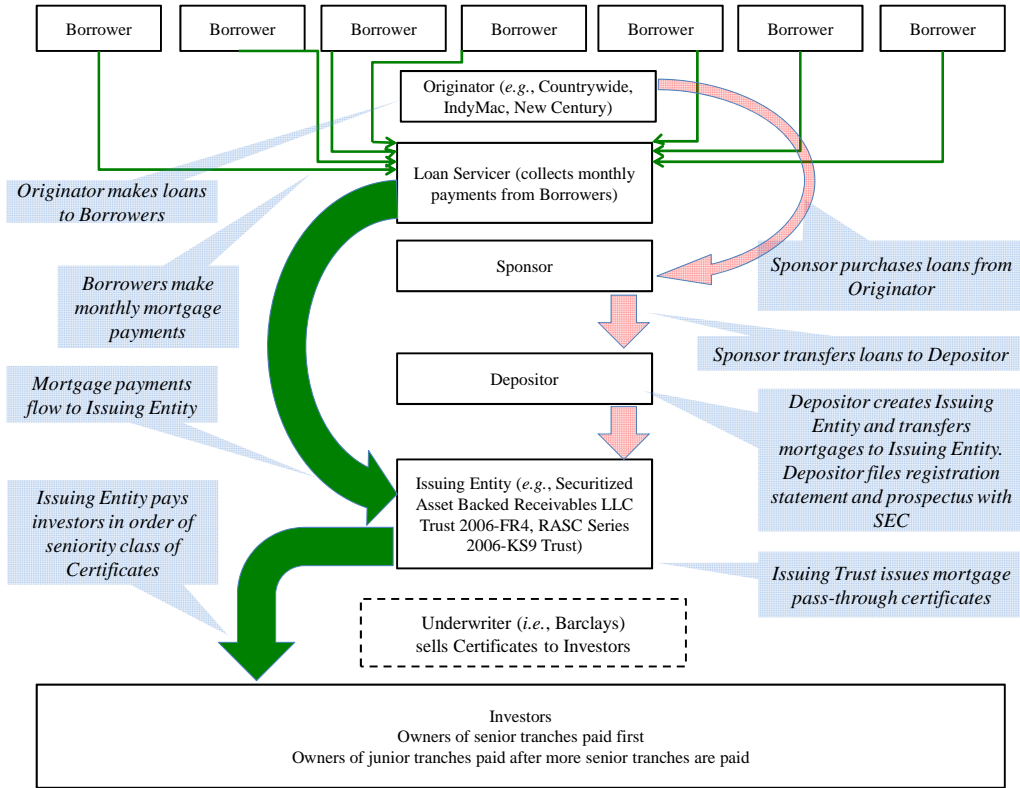 Borrower
Borrower
Borrower
Borrower
Borrower
Borrower
Borrower
Originator (e.g., Countrywide,
IndyMac, New Century)
Loan Servicer (collects monthly
payments from Borrowers)
Originator makes loans
to Borrowers
Sponsor
Sponsor purchases loans from
Originator
Borrowers make
monthly mortgage
payments
Sponsor transfers loans to Depositor
Depositor
Mortgage payments
flow to Issuing Entity
Depositor creates Issuing
Entity and transfers
mortgages to Issuing Entity.
Depositor files registration
statement and prospectus with
SEC
Issuing Entity (e.g., Securitized
Asset Backed Receivables LLC
Trust 2006-FR4, RASC Series
2006-KS9 Trust)
Issuing Entity pays
investors in order of
seniority class of
Certificates
Issuing Trust issues mortgage
pass-through certificates
Underwriter (i.e., Barclays)
sells Certificates to Investors
Investors
Owners of senior tranches paid first
Owners of junior tranches paid after more senior tranches are paid